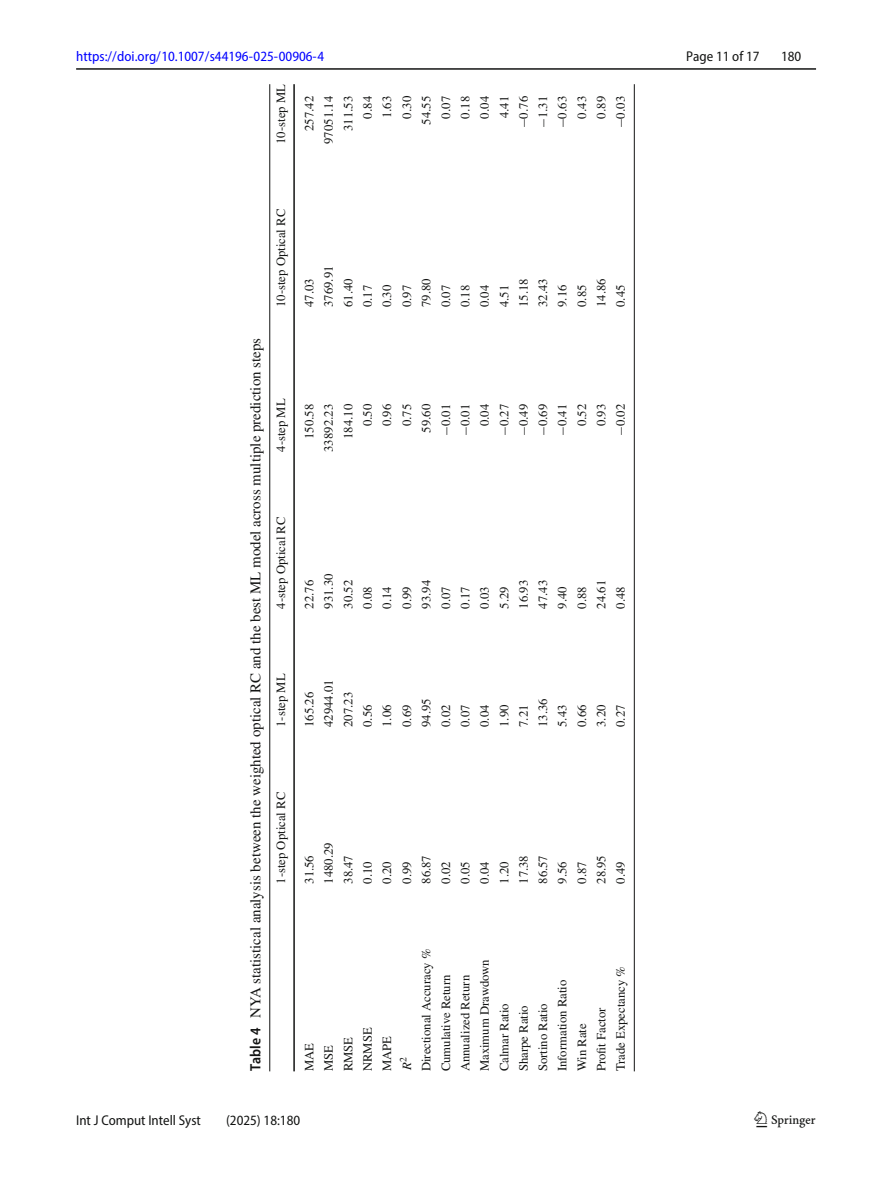 https://doi.org/10.1007/s44196-025-00906-4 Page 11 of 17 180
Table 4 NYA statistical analysis between the weighted optical RC and the best ML model across multiple prediction steps
1-step Optical RC 1-step ML 4-step Optical RC 4-step ML 10-step Optical RC 10-step ML
MAE 31.56 165.26 22.76 150.58 47.03 257.42
MSE 1480.29 42944.01 931.30 33892.23 3769.91 97051.14
RMSE 38.47 207.23 30.52 184.10 61.40 311.53
NRMSE 0.10 0.56 0.08 0.50 0.17 0.84
MAPE 0.20 1.06 0.14 0.96 0.30 1.63
R² 0.99 0.69 0.99 0.75 0.97 0.30
Directional Accuracy % 86.87 94.95 93.94 59.60 79.80 54.55
Cumulative Return 0.02 0.02 0.07 −0.01 0.07 0.07
Annualized Return 0.05 0.07 0.17 −0.01 0.18 0.18
Maximum Drawdown 0.04 0.04 0.03 0.04 0.04 0.04
Calmar Ratio 1.20 1.90 5.29 −0.27 4.51 4.41
Sharpe Ratio 17.38 7.21 16.93 −0.49 15.18 −0.76
Sortino Ratio 86.57 13.36 47.43 −0.69 32.43 −1.31
Information Ratio 9.56 5.43 9.40 −0.41 9.16 −0.63
Win Rate 0.87 0.66 0.88 0.52 0.85 0.43
Profit Factor 28.95 3.20 24.61 0.93 14.86 0.89
Trade Expectancy % 0.49 0.27 0.48 −0.02 0.45 −0.03
Int J Comput Intell Syst (2025) 18:180 Springer